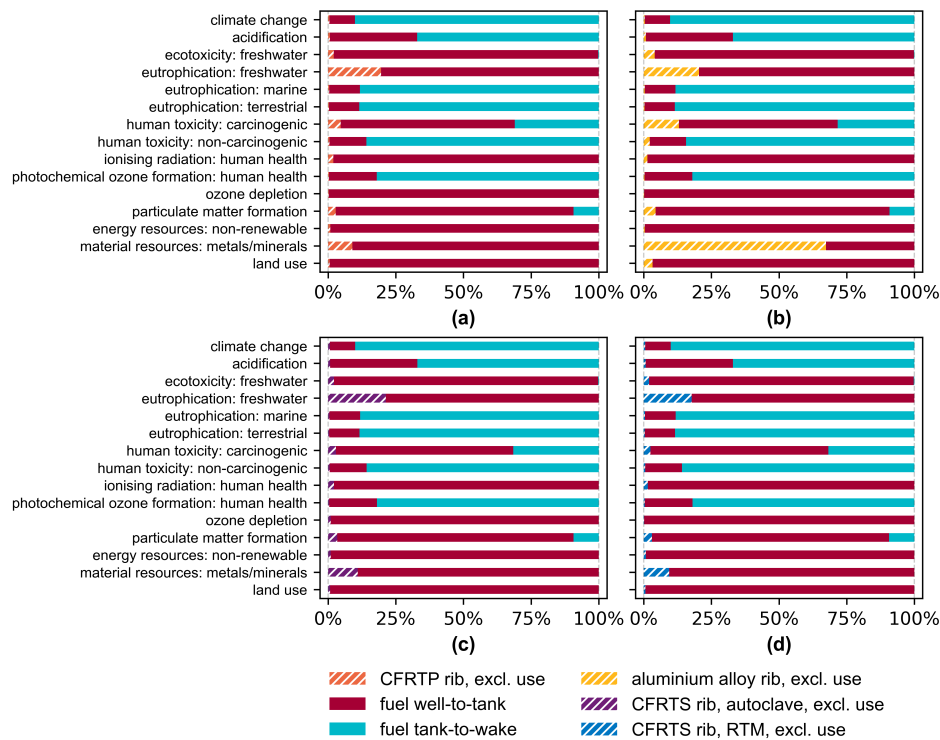 climate change
acidification
ecotoxicity: freshwater
eutrophication: freshwater
eutrophication: marine
eutrophication: terrestrial
human toxicity: carcinogenic
human toxicity: non-carcinogenic
ionising radiation: human health
photochemical ozone formation: human health
ozone depletion
particulate matter formation
energy resources: non-renewable
material resources: metals/minerals
land use
0% 25% 50% 75% 100% 0% 25% 50% 75% 100%
(a) (b)
climate change
acidification
ecotoxicity: freshwater
eutrophication: freshwater
eutrophication: marine
eutrophication: terrestrial
human toxicity: carcinogenic
human toxicity: non-carcinogenic
ionising radiation: human health
photochemical ozone formation: human health
ozone depletion
particulate matter formation
energy resources: non-renewable
material resources: metals/minerals
land use
0% 25% 50% 75% 100% 0% 25% 50% 75% 100%
(c) (d)
CFRTP rib, excl. use aluminium alloy rib, excl. use
fuel well-to-tank CFRTS rib, autoclave, excl. use
fuel tank-to-wake CFRTS rib, RTM, excl. use